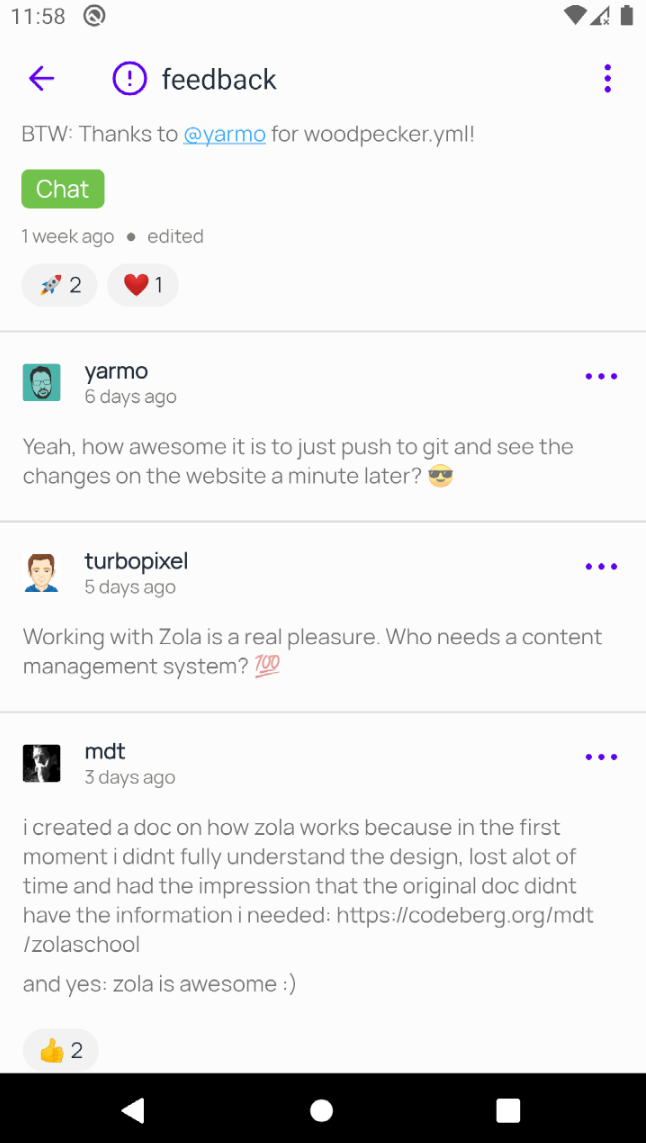 11:58
feedback
BTW: Thanks to @yarmo for woodpecker.yml!
Chat
1 week ago ● edited
🚀 2 ❤️ 1
yarmo
6 days ago
Yeah, how awesome it is to just push to git and see the
changes on the website a minute later? 😎
turbopixel
5 days ago
Working with Zola is a real pleasure. Who needs a content
management system? 💯
mdt
3 days ago
i created a doc on how zola works because in the first
moment i didnt fully understand the design, lost alot of
time and had the impression that the original doc didnt
have the information i needed: https://codeberg.org/mdt
/zolaschool
and yes: zola is awesome :)
👍 2